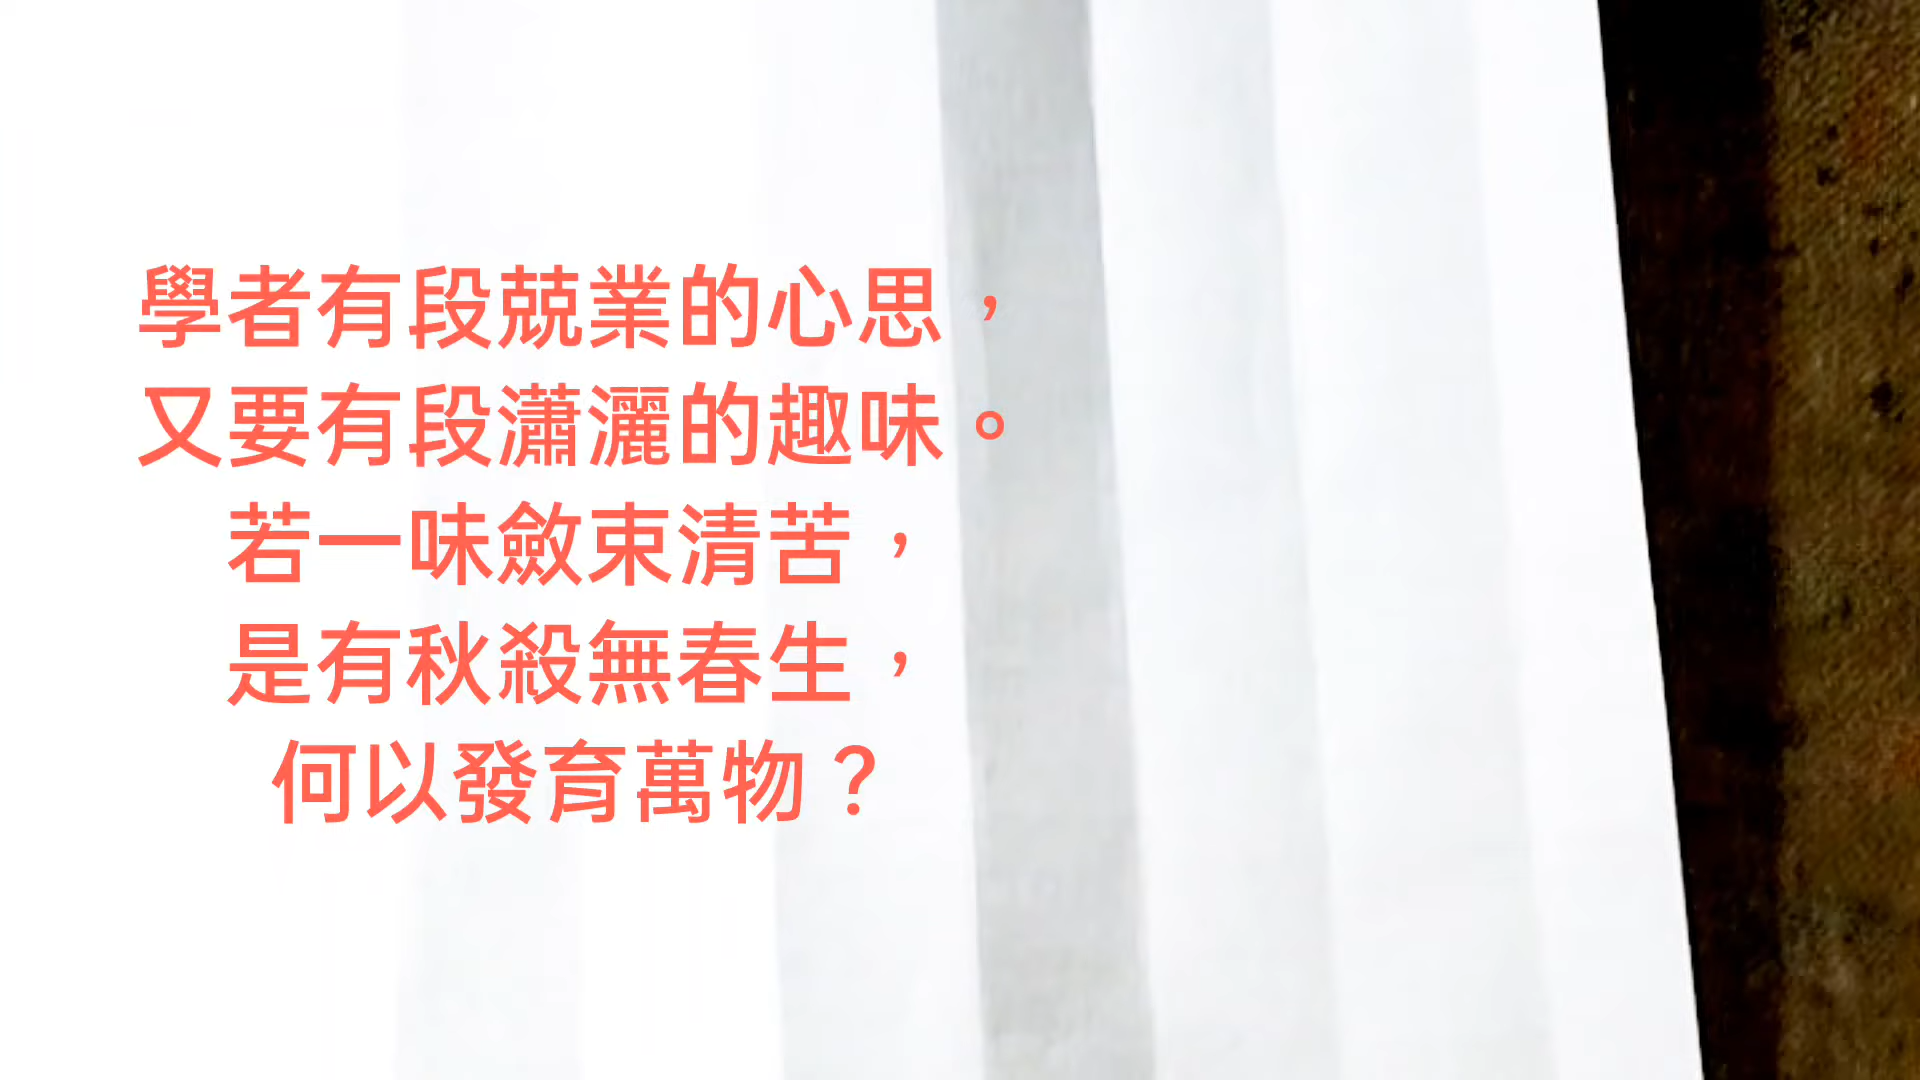 學者有段兢業的心思，
又要有段瀟灑的趣味。
若一味斂束清苦，
是有秋殺無春生，
何以發育萬物？